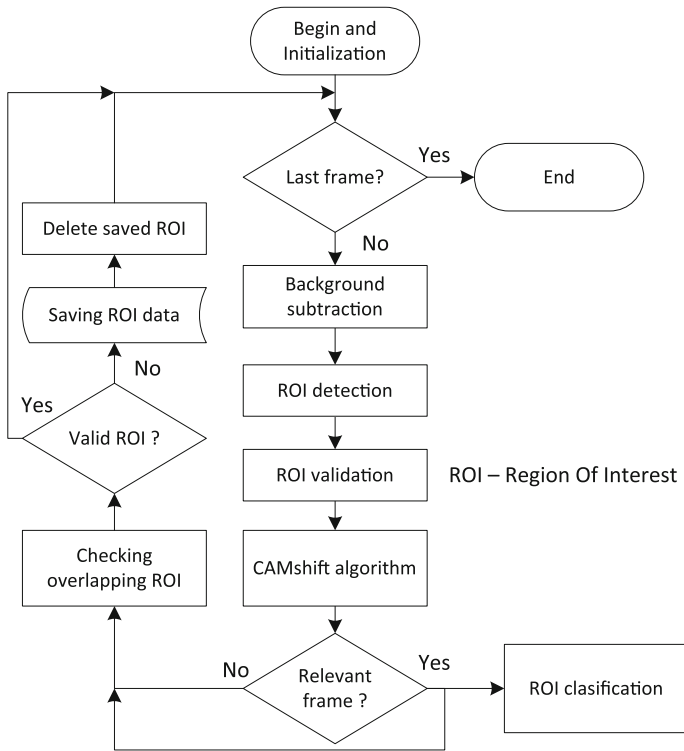 Begin and
Initialization
Last frame?
Yes
End
No
Background
subtraction
ROI detection
ROI validation
ROI – Region Of Interest
CAMshift algorithm
Relevant
frame ?
Yes
ROI clasification
No
Checking
overlapping ROI
Valid ROI ?
Yes
No
Saving ROI data
Delete saved ROI